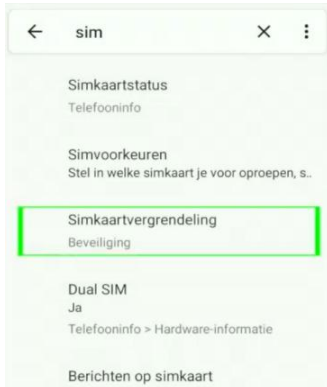 sim
Simkaartstatus
Telefooninfo
Simvoorkeuren
Stel in welke simkaart je voor oproepen, s..
Simkaartvergrendeling
Beveiliging
Dual SIM
Ja
Telefooninfo > Hardware-informatie
Berichten op simkaart